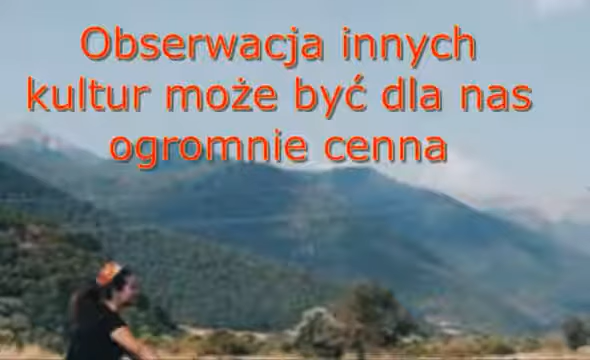 Obserwacja innych
kultur może być dla nas
ogromnie cenna